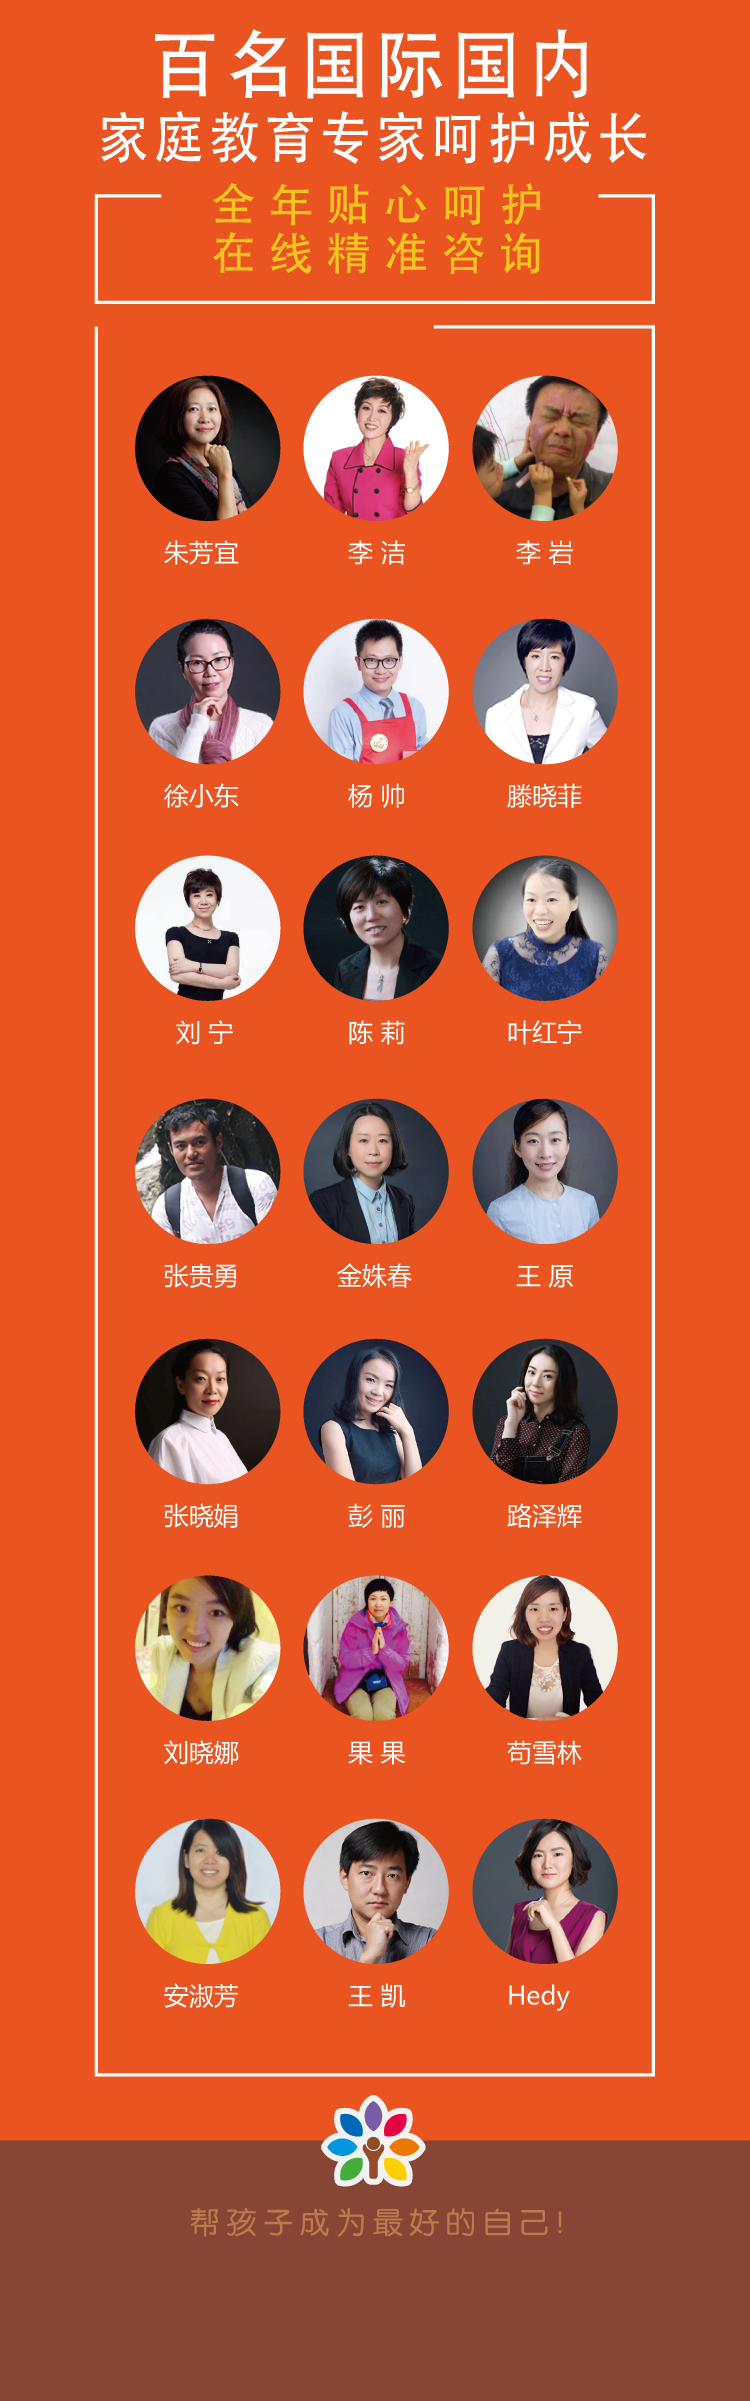 百名国际国内
家庭教育专家呵护成长
全年贴心呵护
在线精准咨询
朱芳宜 李 洁 李 岩
徐小东 杨 帅 滕晓菲
刘 宁 陈 莉 叶红宁
张贵勇 金姝春 王 原
张晓娟 彭 丽 路泽辉
刘晓娜 果 果 苟雪林
安淑芳 王 凯 Hedy
帮孩子成为最好的自己!